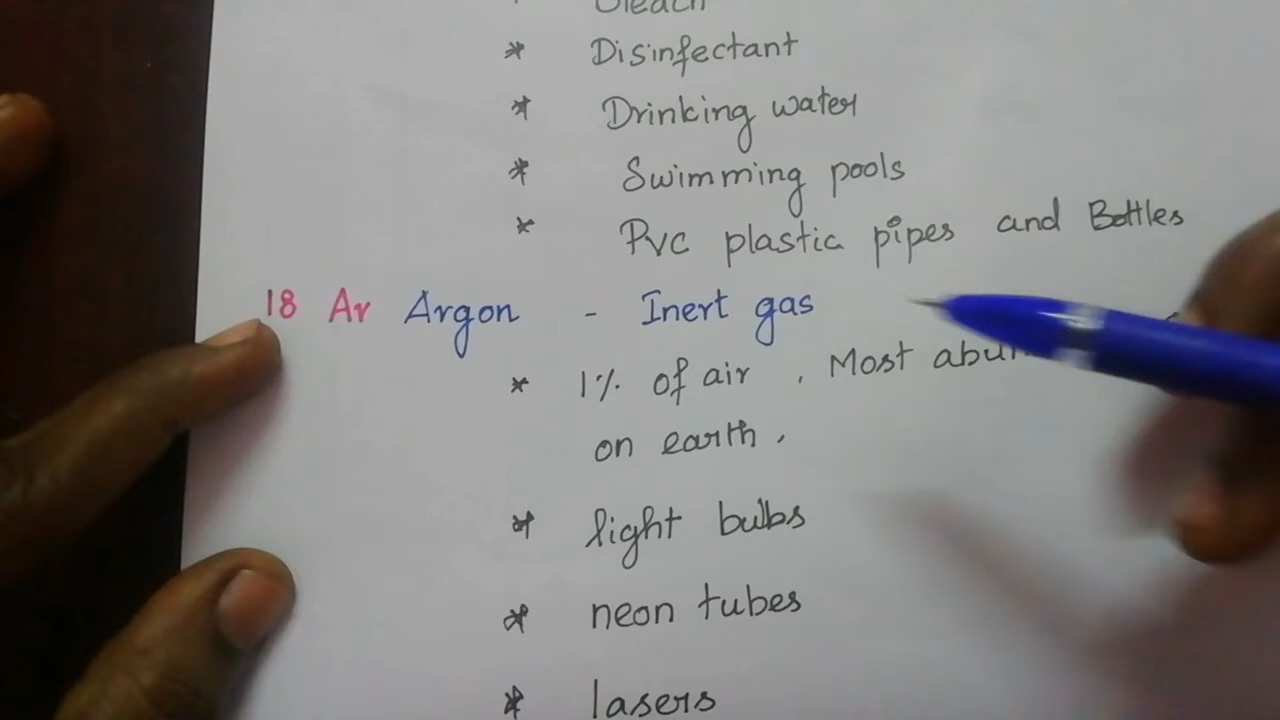 Bleach
* Disinfectant
* Drinking water
* Swimming pools
* PVC plastic pipes and Bottles
18 Ar Argon - Inert gas
* 1% of air , Most
on earth ,
* light bulbs
* neon tubes
* lasers